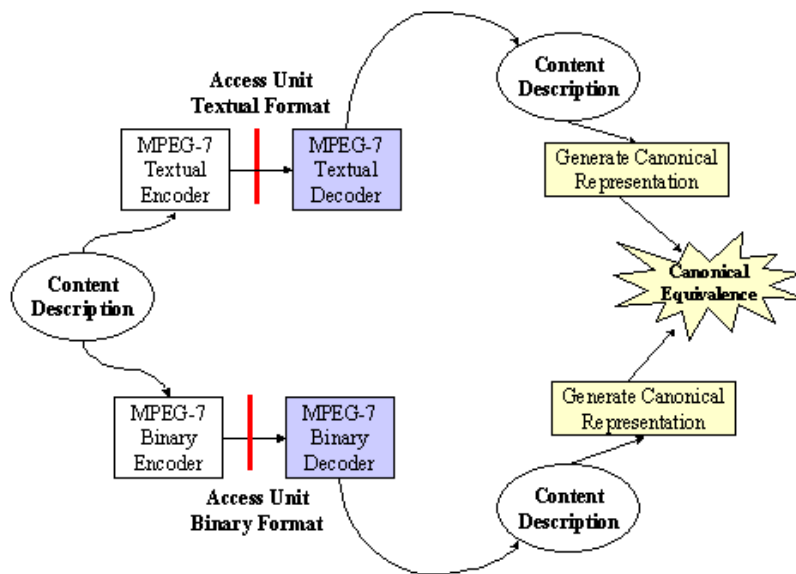 Content
Description
Access Unit
Textual Format
MPEG-7
Textual
Encoder
MPEG-7
Textual
Decoder
Generate Canonical
Representation
Canonical
Equivalence
Content
Description
MPEG-7
Binary
Encoder
MPEG-7
Binary
Decoder
Generate Canonical
Representation
Access Unit
Binary Format
Content
Description